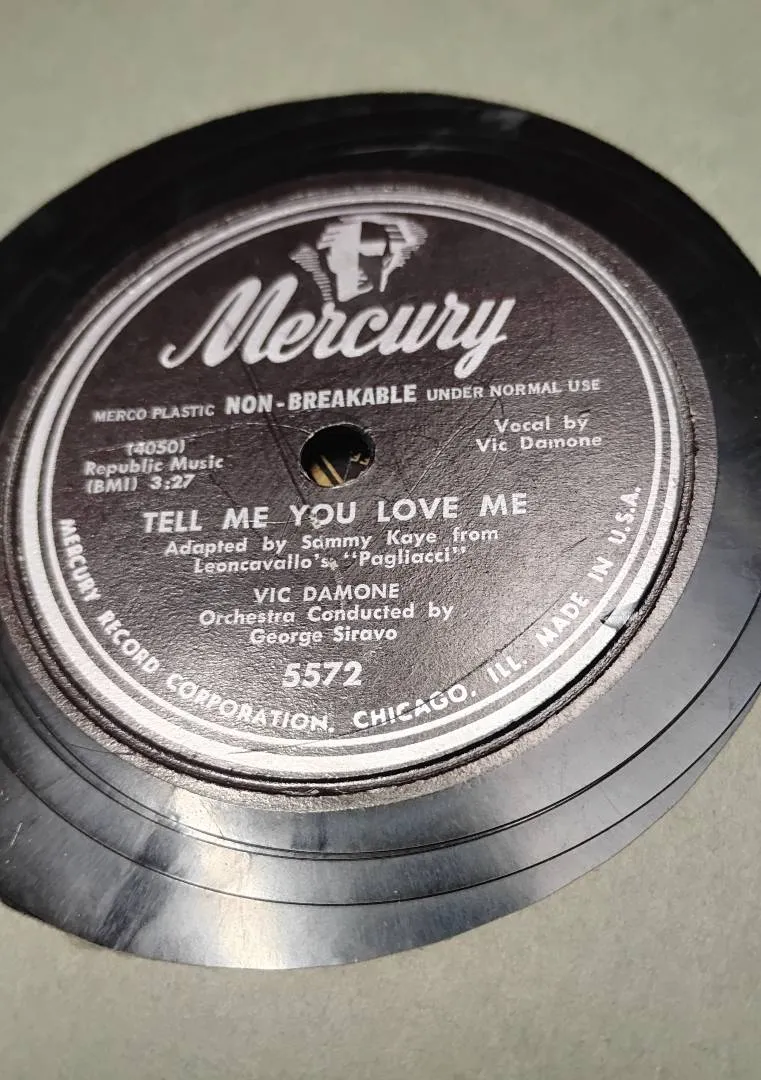 Mercury
MERCO PLASTIC NON-BREAKABLE UNDER NORMAL USE
(4050)
Republic Music
(BMI) 3:27
Vocal by
Vic Damone
TELL ME YOU LOVE ME
Adapted by Sammy Kaye from
Leoncavallo's "Pagliacci"
VIC DAMONE
Orchestra Conducted by
George Siravo
5572
MERCURY RECORD CORPORATION, CHICAGO, ILL. MADE IN U.S.A.